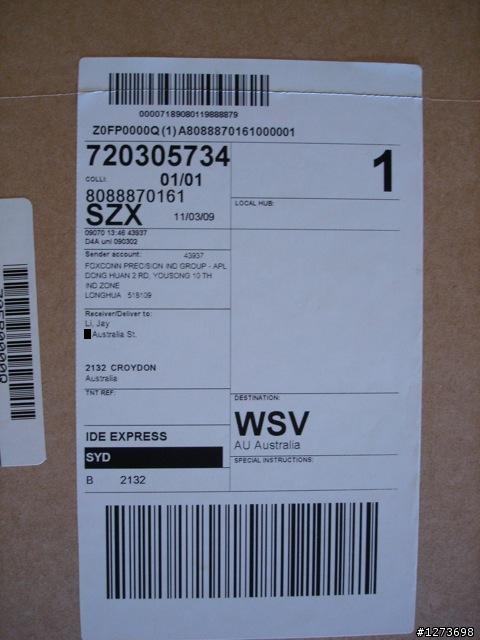 00007189080119888879
Z0FP0000Q (1) A8088870161000001
720305734
COLLI: 01/01
8088870161
SZX 11/03/09
09070 13:46 43937
D4A uni 090302
1
LOCAL HUB:
Sender account: 43937
FOXCONN PRECISION IND GROUP - APL
DONG HUAN 2 RD, YOUSONG 10 TH
IND ZONE
LONGHUA 518109
Receiver/Deliver to:
Li, Jay
Australia St.
2132 CROYDON
Australia
TNT REF:
IDE EXPRESS
SYD
B 2132
DESTINATION:
WSV
AU Australia
SPECIAL INSTRUCTIONS:
#1273698